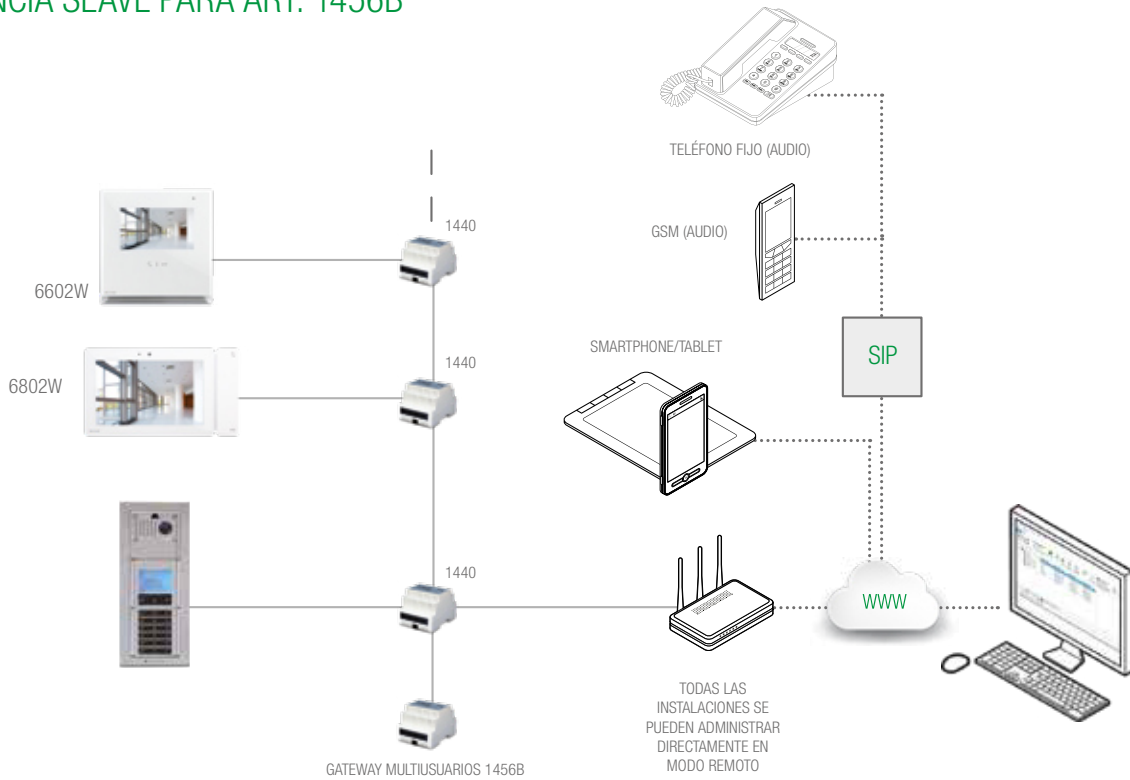 SLAVE PARA ART. 1456B
TELÉFONO FIJO (AUDIO)
1440
GSM (AUDIO)
6602W
SMARTPHONE/TABLET
SIP
1440
6802W
1440
WWW
TODAS LAS
INSTALACIONES SE
PUEDEN ADMINISTRAR
DIRECTAMENTE EN
MODO REMOTO
GATEWAY MULTIUSUARIOS 1456B